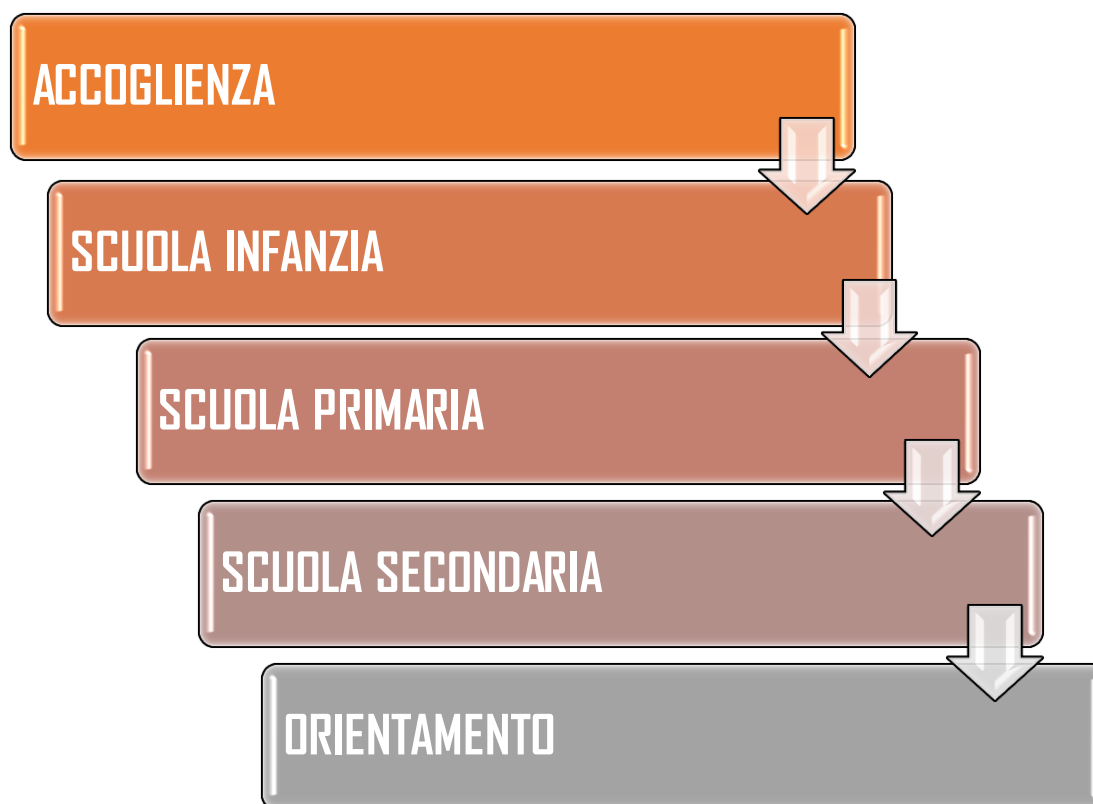 ACCOGLIENZA
SCUOLA INFANZIA
SCUOLA PRIMARIA
SCUOLA SECONDARIA
ORIENTAMENTO